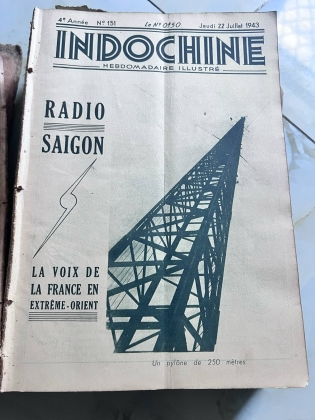 4e Année N° 151 Le N° 0$50 Jeudi 22 Juillet 1943
INDOCHINE
HEBDOMADAIRE ILLUSTRÉ
RADIO
SAIGON
LA VOIX DE
LA FRANCE EN
EXTRÊME-ORIENT
Un pylône de 250 mètres